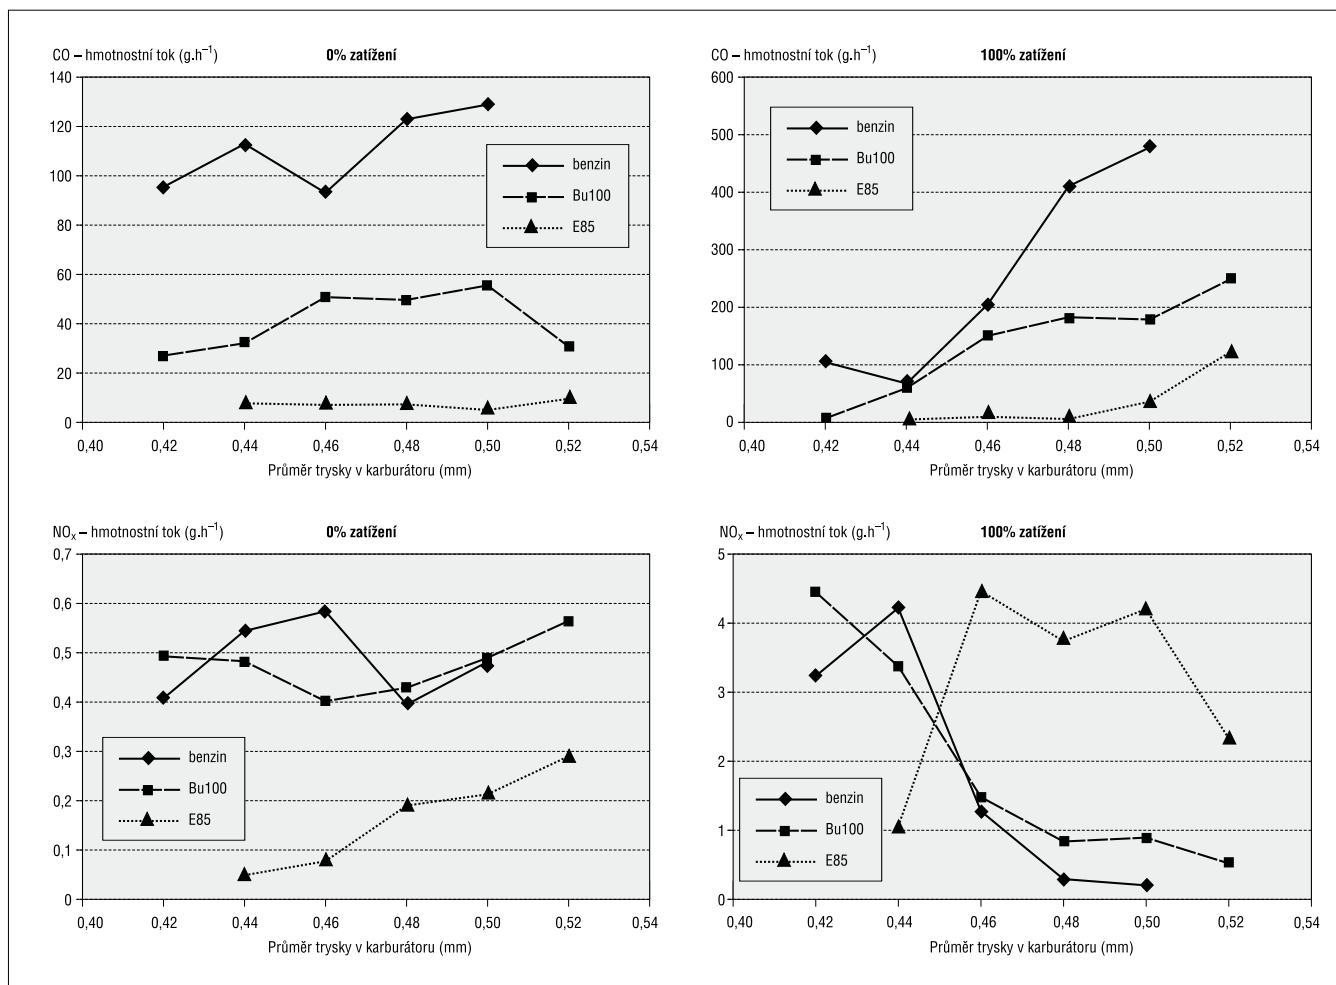 CO – hmotnostní tok (g.h–1) 0% zatížení
140
120
100
80
60
40
20
0
benzin
Bu100
E85
0,40 0,42 0,44 0,46 0,48 0,50 0,52 0,54
Průměr trysky v karburátoru (mm)
CO – hmotnostní tok (g.h–1) 100% zatížení
600
500
400
300
200
100
0
benzin
Bu100
E85
0,40 0,42 0,44 0,46 0,48 0,50 0,52 0,54
Průměr trysky v karburátoru (mm)
NOx – hmotnostní tok (g.h–1) 0% zatížení
0,7
0,6
0,5
0,4
0,3
0,2
0,1
0
benzin
Bu100
E85
0,40 0,42 0,44 0,46 0,48 0,50 0,52 0,54
Průměr trysky v karburátoru (mm)
NOx – hmotnostní tok (g.h–1) 100% zatížení
5
4
3
2
1
0
benzin
Bu100
E85
0,40 0,42 0,44 0,46 0,48 0,50 0,52 0,54
Průměr trysky v karburátoru (mm)